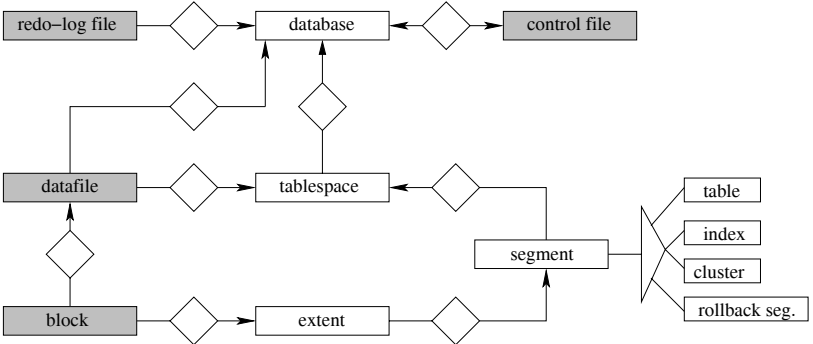 redo-log file
database
control file
datafile
tablespace
table
index
segment
cluster
block
extent
rollback seg.